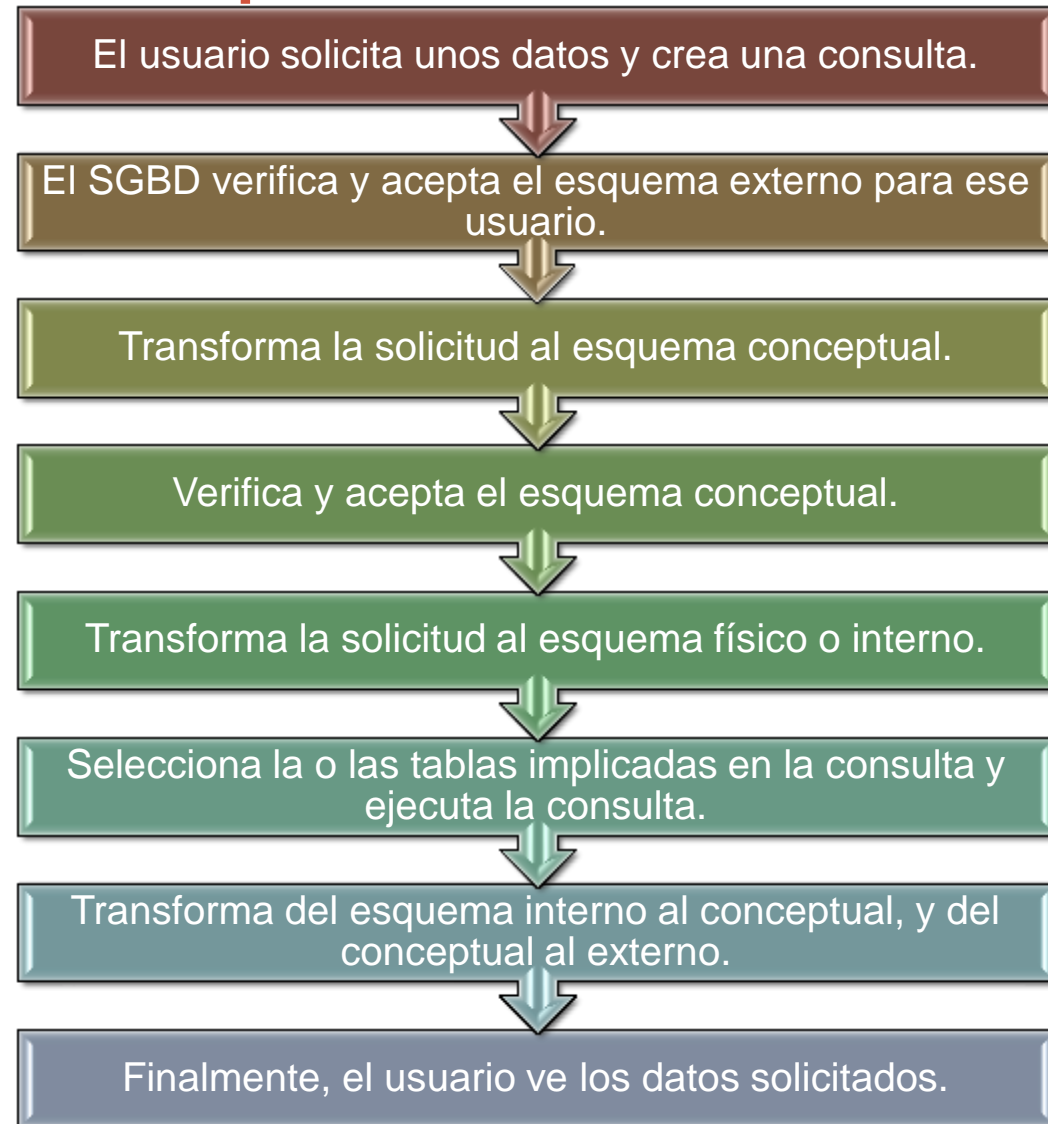 El usuario solicita unos datos y crea una consulta.
El SGBD verifica y acepta el esquema externo para ese
usuario.
Transforma la solicitud al esquema conceptual.
Verifica y acepta el esquema conceptual.
Transforma la solicitud al esquema físico o interno.
Selecciona la o las tablas implicadas en la consulta y
ejecuta la consulta.
Transforma del esquema interno al conceptual, y del
conceptual al externo.
Finalmente, el usuario ve los datos solicitados.